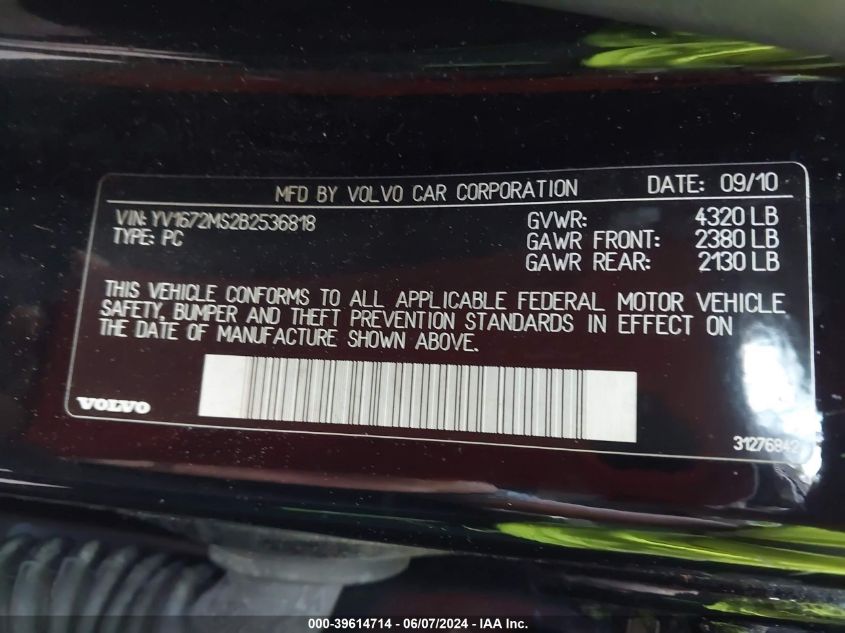 MFD BY VOLVO CAR CORPORATION DATE: 09/10
VIN: YV1672MS2B2536818 GVWR: 4320 LB
TYPE: PC GAWR FRONT: 2380 LB
GAWR REAR: 2130 LB
THIS VEHICLE CONFORMS TO ALL APPLICABLE FEDERAL MOTOR VEHICLE
SAFETY, BUMPER AND THEFT PREVENTION STANDARDS IN EFFECT ON
THE DATE OF MANUFACTURE SHOWN ABOVE.
VOLVO
31276842
000-39614714 - 06/07/2024 - IAA Inc.